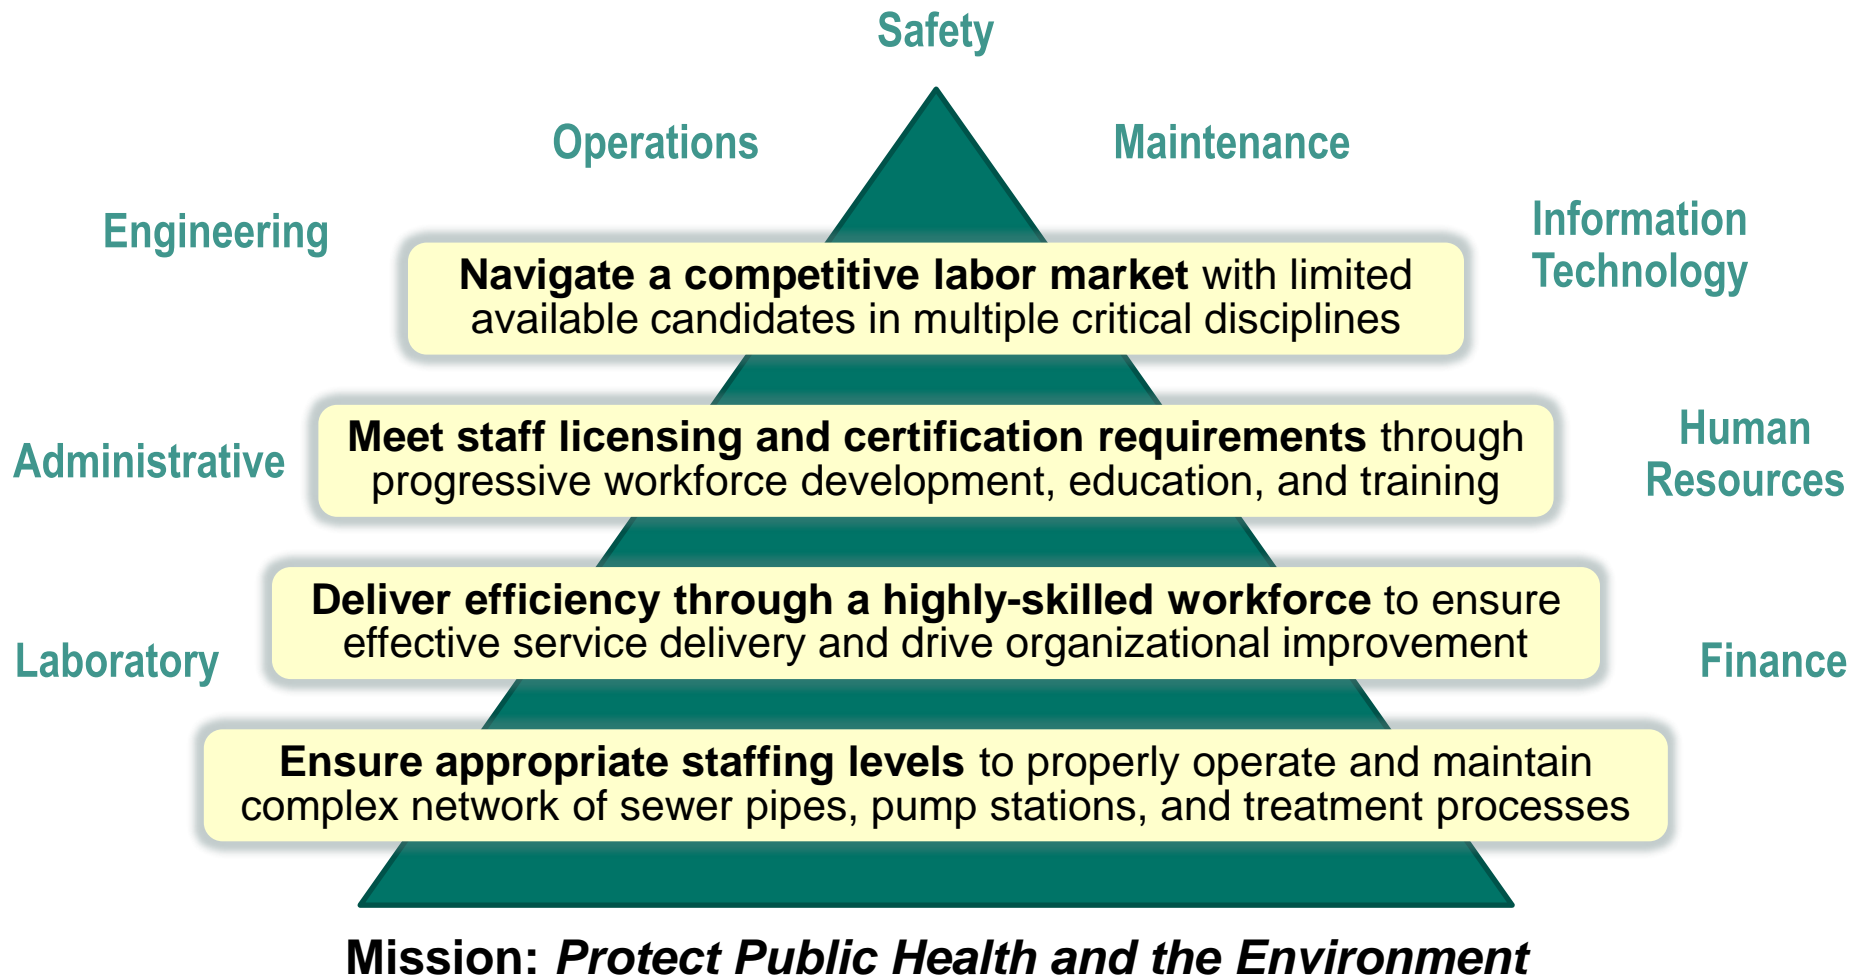 Safety
Operations
Maintenance
Engineering
Information
Technology
Navigate a competitive labor market with limited
available candidates in multiple critical disciplines
Administrative
Meet staff licensing and certification requirements through
progressive workforce development, education, and training
Human
Resources
Laboratory
Deliver efficiency through a highly-skilled workforce to ensure
effective service delivery and drive organizational improvement
Finance
Ensure appropriate staffing levels to properly operate and maintain
complex network of sewer pipes, pump stations, and treatment processes
Mission: Protect Public Health and the Environment